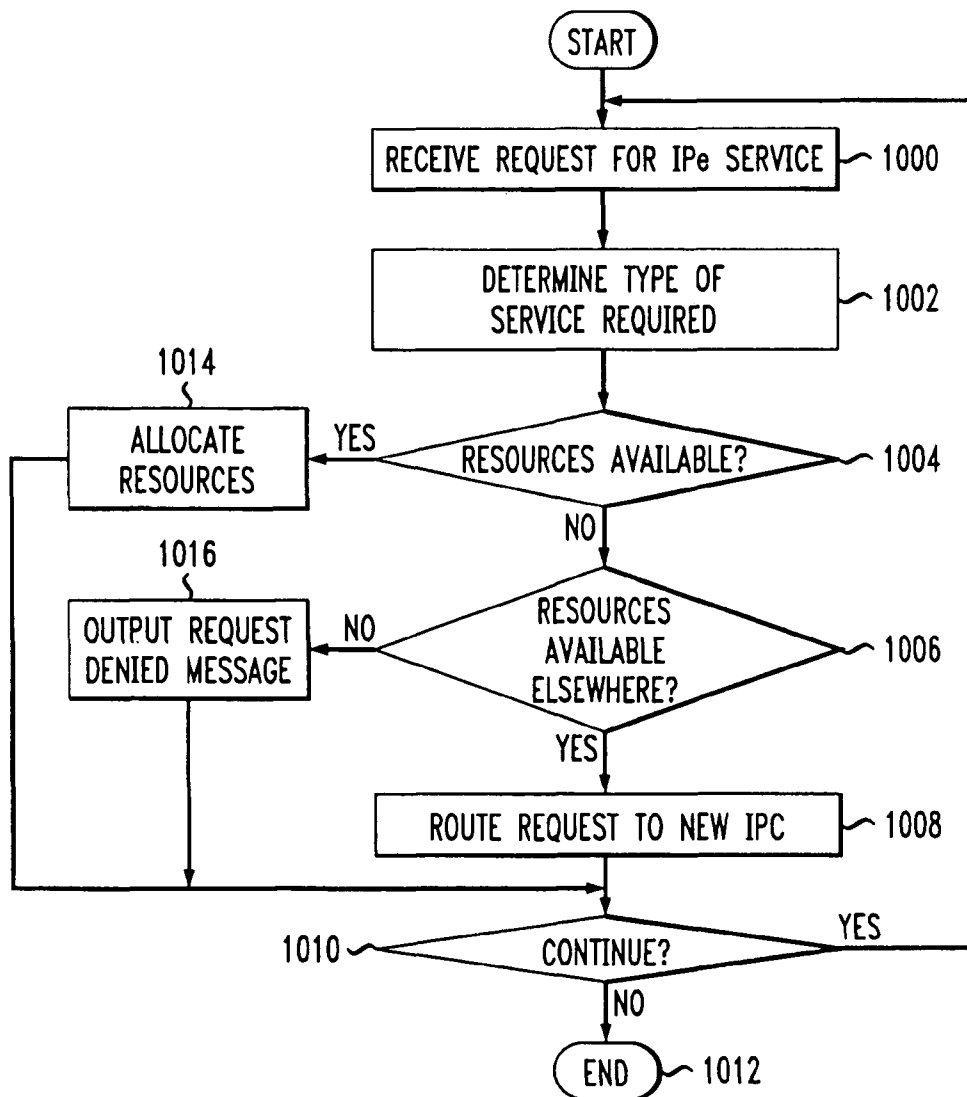 START
RECEIVE REQUEST FOR IPe SERVICE
1000
DETERMINE TYPE OF
SERVICE REQUIRED
1002
1014
ALLOCATE
RESOURCES
YES
RESOURCES AVAILABLE?
1004
NO
1016
OUTPUT REQUEST
DENIED MESSAGE
NO
RESOURCES
AVAILABLE
ELSEWHERE?
1006
YES
ROUTE REQUEST TO NEW IPC
1008
1010
CONTINUE?
YES
NO
END
1012